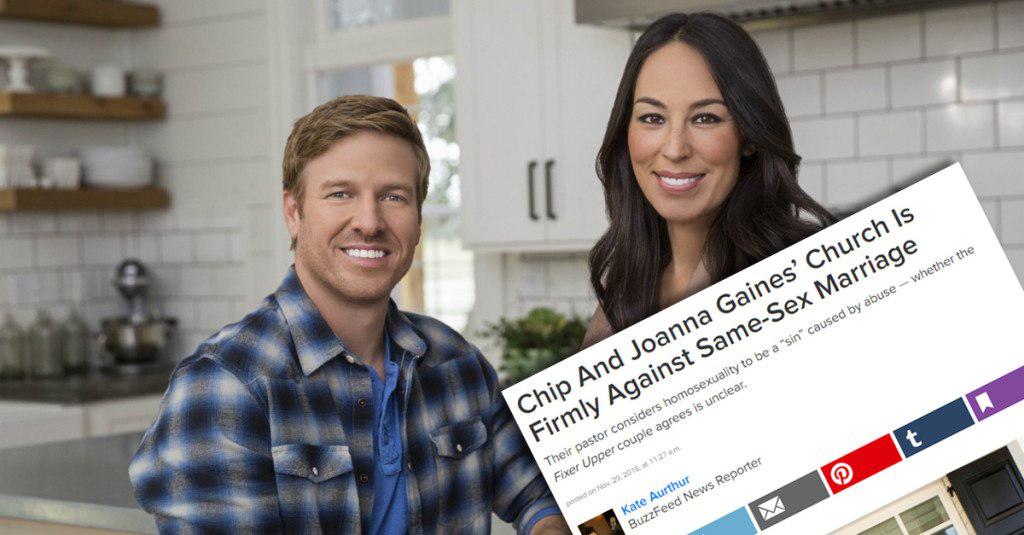 Chip And Joanna Gaines' Church Is
Firmly Against Same-Sex Marriage
Their pastor considers homosexuality to be a "sin" caused by abuse — whether the
Fixer Upper couple agrees is unclear.
posted on Nov. 29, 2016, at 11:27 a.m.
Kate Aurthur
BuzzFeed News Reporter